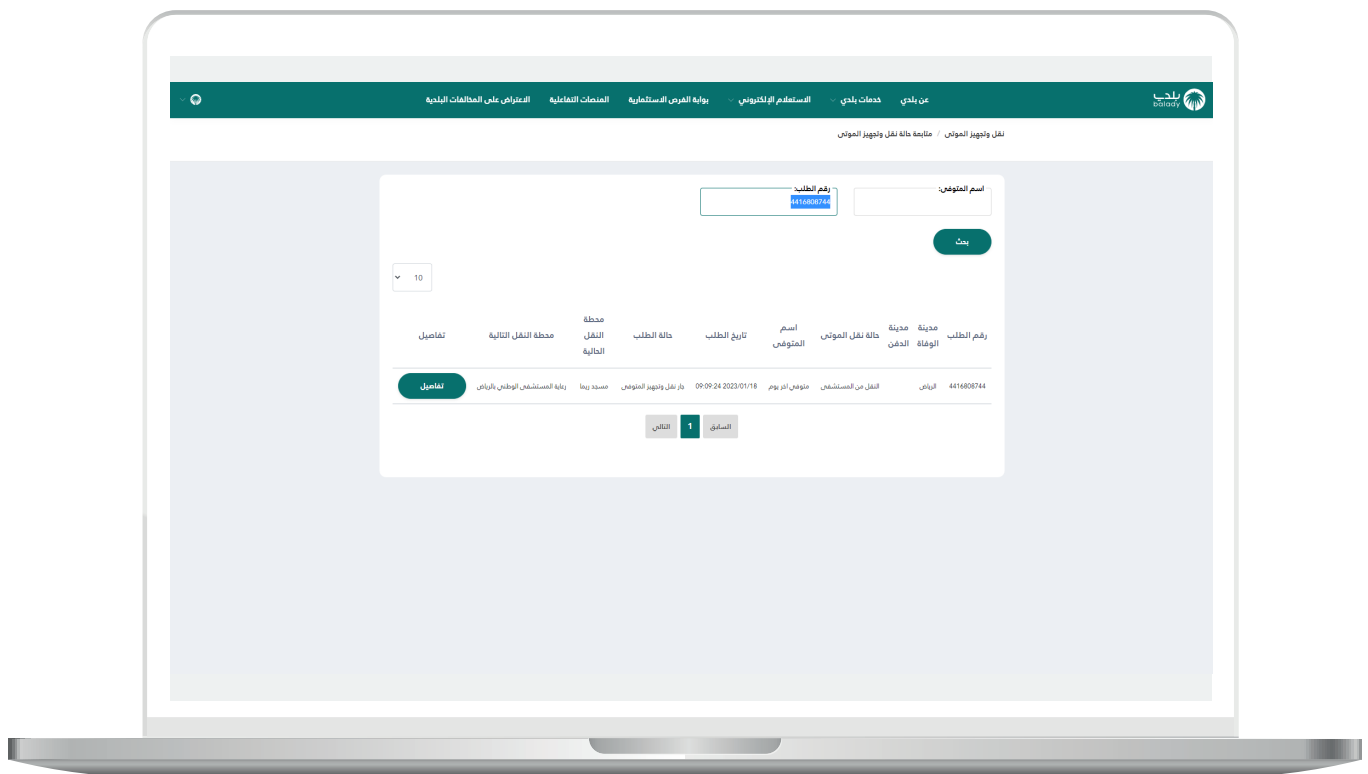 بلدي
balady
عن بلدي
خدمات بلدي
الاستعلام الإلكتروني
بوابة الفرص الاستثمارية
المنصات التفاعلية
الاعتراض على المخالفات البلدية
نقل وتجهيز الموتى / متابعة حالة نقل وتجهيز الموتى
اسم المتوفى:
رقم الطلب:
4416808744
بحث
10
رقم الطلب
مدينة الوفاة
مدينة الدفن
حالة نقل الموتى
اسم المتوفى
تاريخ الطلب
حالة الطلب
محطة النقل الحالية
محطة النقل التالية
تفاصيل
4416808744
الرياض
النقل من المستشفى
متوفي اخر يوم
2023/01/18 09:09:24
دار نقل وتجهيز المتوفى
مسجد ريما
رعاية المستشفى الوطني بالرياض
تفاصيل
السابق
1
التالي